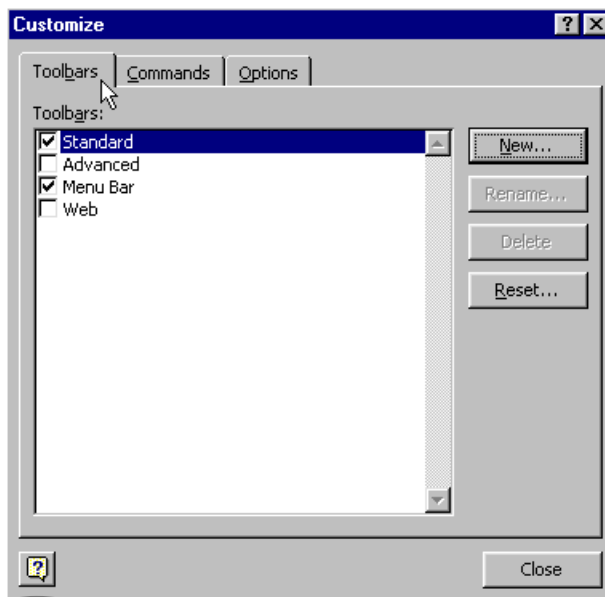 Customize
Toolbars Commands Options
Toolbars:
Standard
Advanced
Menu Bar
Web
New...
Rename...
Delete
Reset...
Close